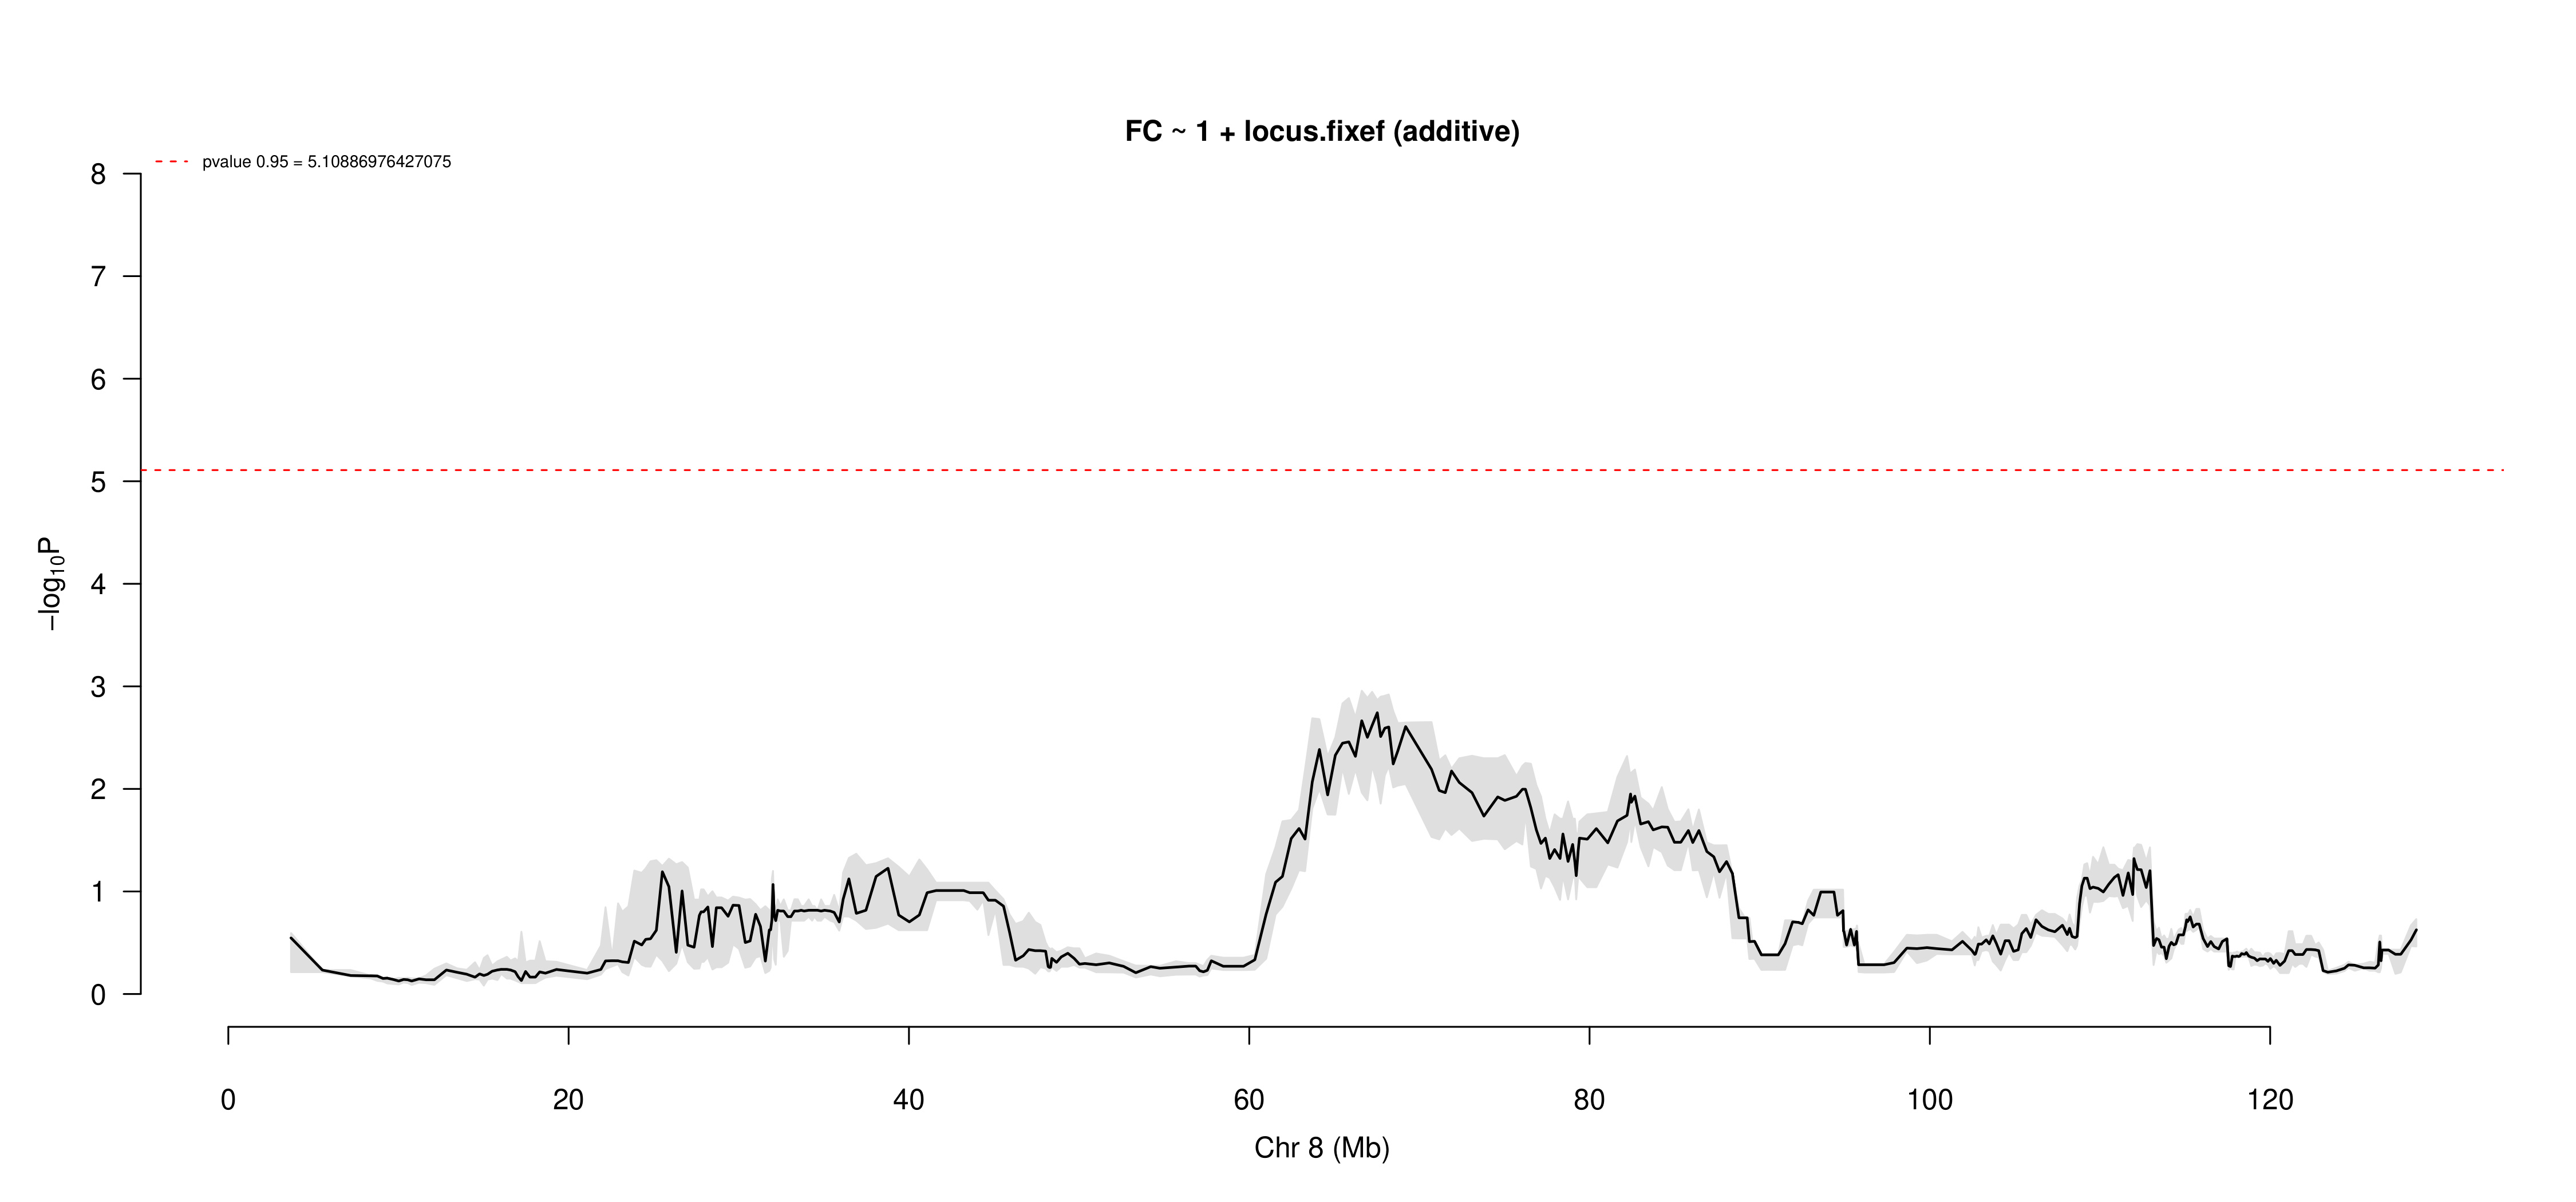 FC ~ 1 + locus.fixef (additive)
pvalue 0.95 = 5.10886976427075
8
7
6
5
4
3
2
1
0
−log10P
0 20 40 60 80 100 120
Chr 8 (Mb)